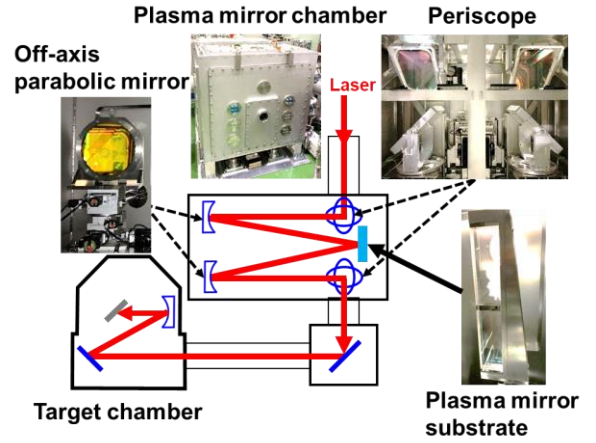 Plasma mirror chamber
Periscope
Off-axis
parabolic mirror
Laser
Target chamber
Plasma mirror
substrate